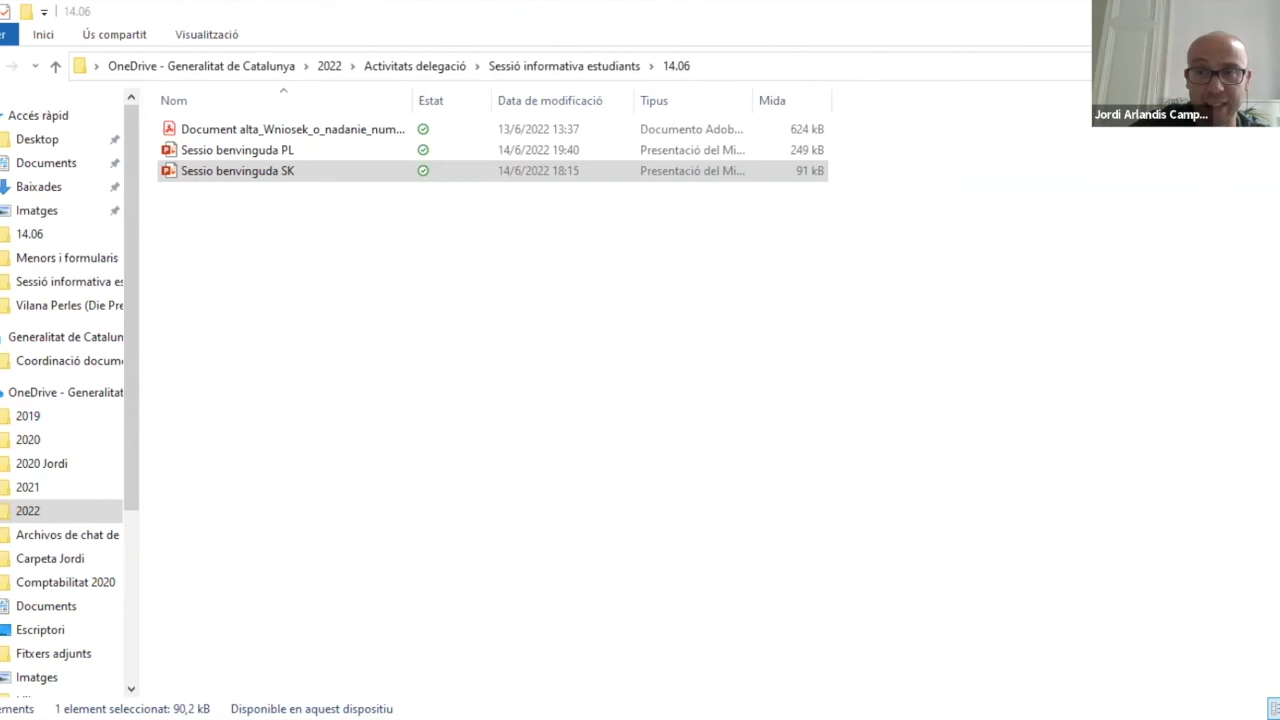 14.06
er Inici Ús compartit Visualització
OneDrive - Generalitat de Catalunya 2022 Activitats delegació Sessió informativa estudiants 14.06
Nom Estat Data de modificació Tipus Mida
Document alta_Wniosek_o_nadanie_num... 13/6/2022 13:37 Documento Adob... 624 kB
Sessio benvinguda PL 14/6/2022 19:40 Presentació del Mi... 249 kB
Sessio benvinguda SK 14/6/2022 18:15 Presentació del Mi... 91 kB
Accés ràpid
Desktop
Documents
Baixades
Imatges
14.06
Menors i formularis
Sessió informativa es
Vilana Perles (Die Pre
Generalitat de Catalun
Coordinació docume
OneDrive - Generalitat
2019
2020
2020 Jordi
2021
2022
Archivos de chat de
Carpeta Jordi
Comptabilitat 2020
Documents
Escriptori
Fitxers adjunts
Imatges
ements 1 element seleccionat: 90,2 kB Disponible en aquest dispositiu
Jordi Arlandis Camp...